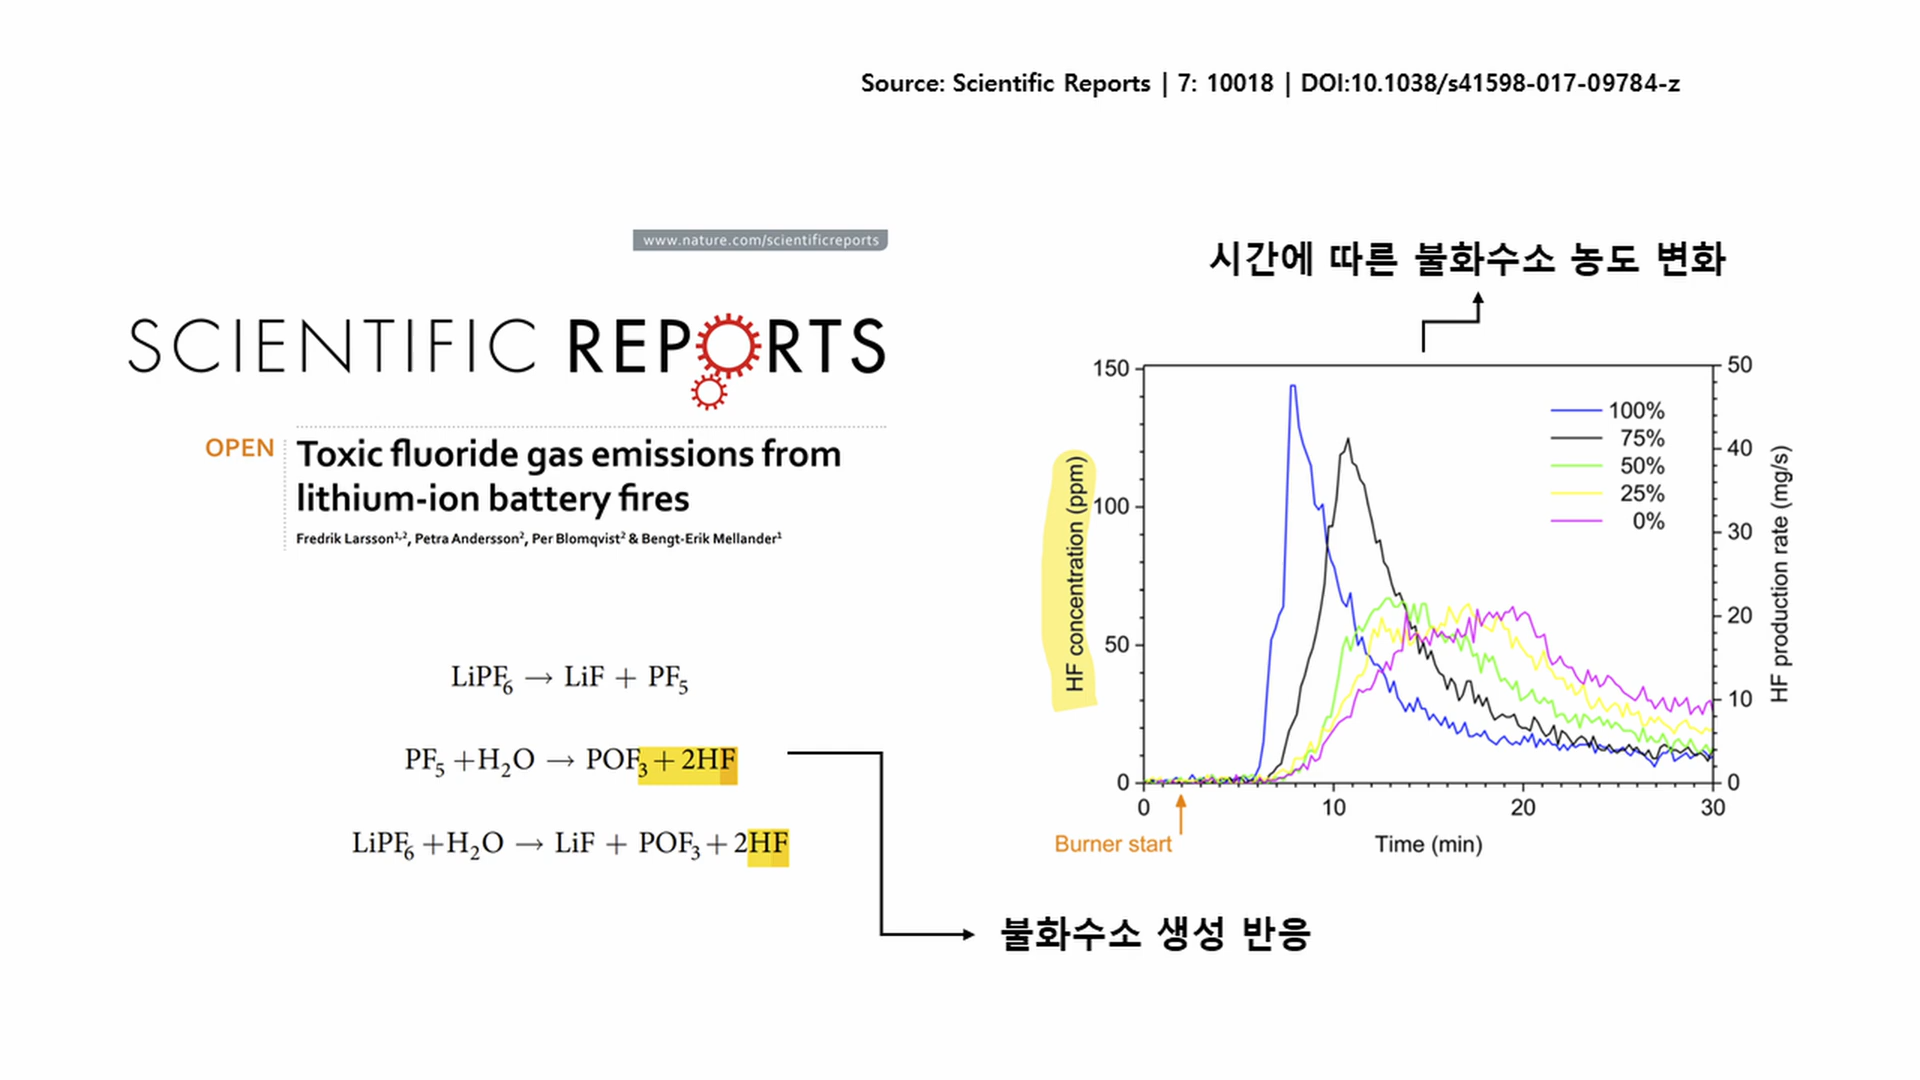 Source: Scientific Reports | 7: 10018 | DOI:10.1038/s41598-017-09784-z
www.nature.com/scientificreports
SCIENTIFIC REPORTS
OPEN
Toxic fluoride gas emissions from
lithium-ion battery fires
Fredrik Larsson1,2, Petra Andersson2, Per Blomqvist2 & Bengt-Erik Mellander1
LiPF6 → LiF + PF5
PF5 +H2O → POF3 + 2HF
LiPF6 +H2O → LiF + POF3 + 2HF
불화수소 생성 반응
시간에 따른 불화수소 농도 변화
HF concentration (ppm)
150
100
50
0
50
40
30
20
10
0
HF production rate (mg/s)
100%
75%
50%
25%
0%
0 10 20 30
Burner start
Time (min)